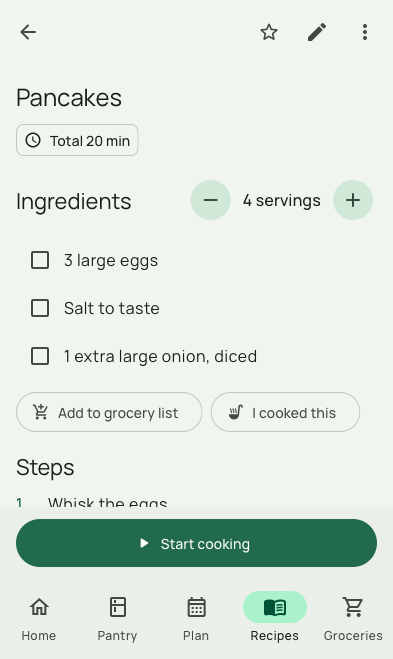 Pancakes
Total 20 min
Ingredients
4 servings
3 large eggs
Salt to taste
1 extra large onion, diced
Add to grocery list
I cooked this
Steps
1 Whisk the eggs
Start cooking
Home
Pantry
Plan
Recipes
Groceries